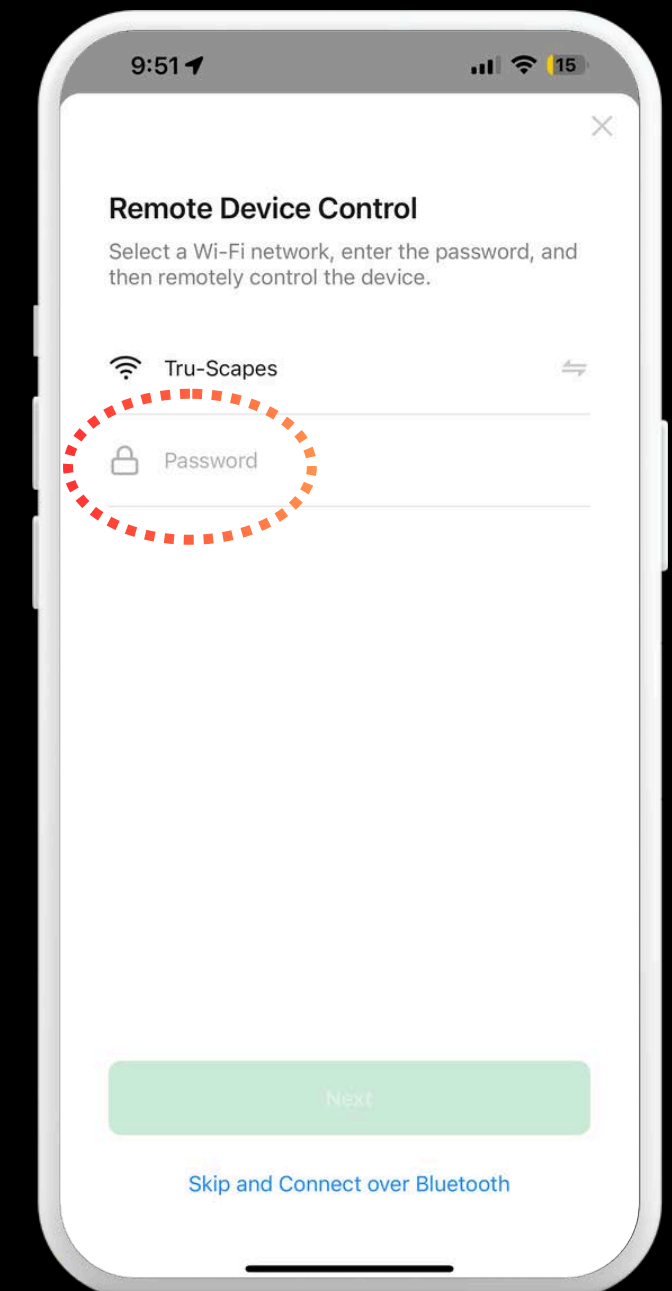 9:51
15
Remote Device Control
Select a Wi-Fi network, enter the password, and
then remotely control the device.
Tru-Scapes
Password
Next
Skip and Connect over Bluetooth